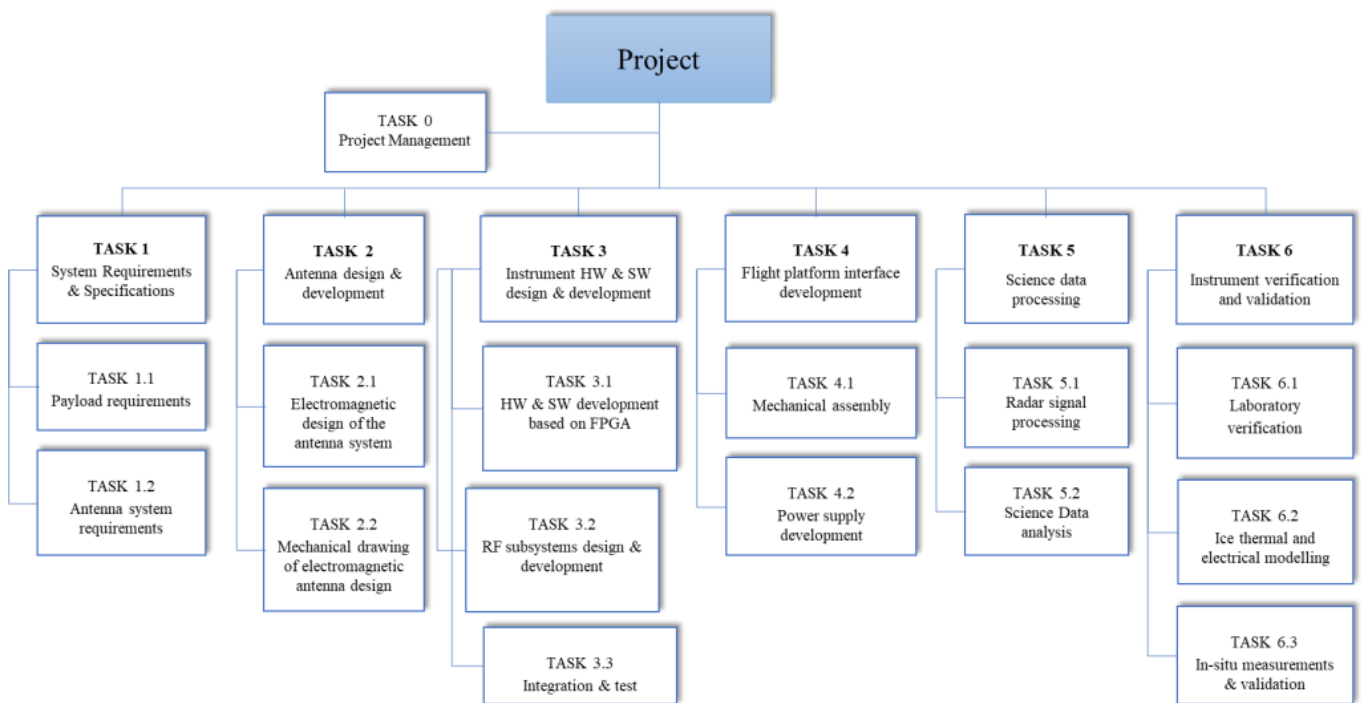 Project
TASK 0
Project Management
TASK 1
System Requirements
& Specifications
TASK 1.1
Payload requirements
TASK 1.2
Antenna system
requirements
TASK 2
Antenna design &
development
TASK 2.1
Electromagnetic
design of the
antenna system
TASK 2.2
Mechanical drawing
of electromagnetic
antenna design
TASK 3
Instrument HW & SW
design & development
TASK 3.1
HW & SW development
based on FPGA
TASK 3.2
RF subsystems design &
development
TASK 3.3
Integration & test
TASK 4
Flight platform interface
development
TASK 4.1
Mechanical assembly
TASK 4.2
Power supply
development
TASK 5
Science data
processing
TASK 5.1
Radar signal
processing
TASK 5.2
Science Data
analysis
TASK 6
Instrument verification
and validation
TASK 6.1
Laboratory
verification
TASK 6.2
Ice thermal and
electrical modelling
TASK 6.3
In-situ measurements
& validation